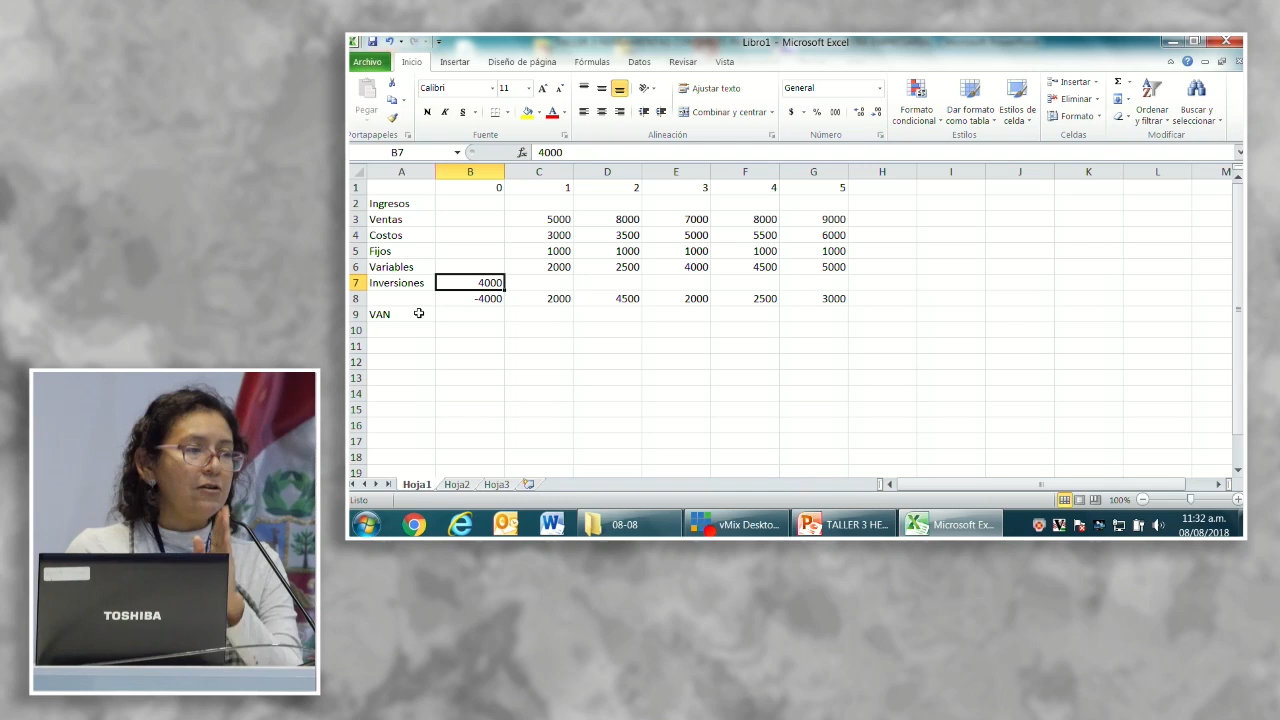 Libro1 - Microsoft Excel
Archivo Inicio Insertar Diseño de página Fórmulas Datos Revisar Vista
Pegar
Portapapeles
Calibri 11
N K S
Fuente
Ajustar texto
Combinar y centrar
Alineación
General
$ % 000
Número
Formato condicional
Dar formato como tabla
Estilos de celda
Estilos
Insertar
Eliminar
Formato
Celdas
Σ
Ordenar y filtrar
Buscar y seleccionar
Modificar
B7 fx 4000
A B C D E F G H I J K L M
1 0 1 2 3 4 5
2 Ingresos
3 Ventas 5000 8000 7000 8000 9000
4 Costos 3000 3500 5000 5500 6000
5 Fijos 1000 1000 1000 1000 1000
6 Variables 2000 2500 4000 4500 5000
7 Inversiones 4000
8 -4000 2000 4500 2000 2500 3000
9 VAN
10
11
12
13
14
15
16
17
18
19
Hoja1 Hoja2 Hoja3
Listo 100%
08-08 vMix Deskto... TALLER 3 HE... Microsoft Ex... 11:32 a.m.
08/08/2018
TOSHIBA